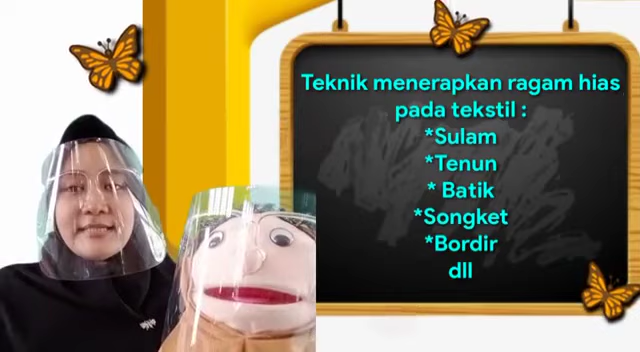 Teknik menerapkan ragam hias
pada tekstil :
*Sulam
*Tenun
* Batik
*Songket
*Bordir
dll